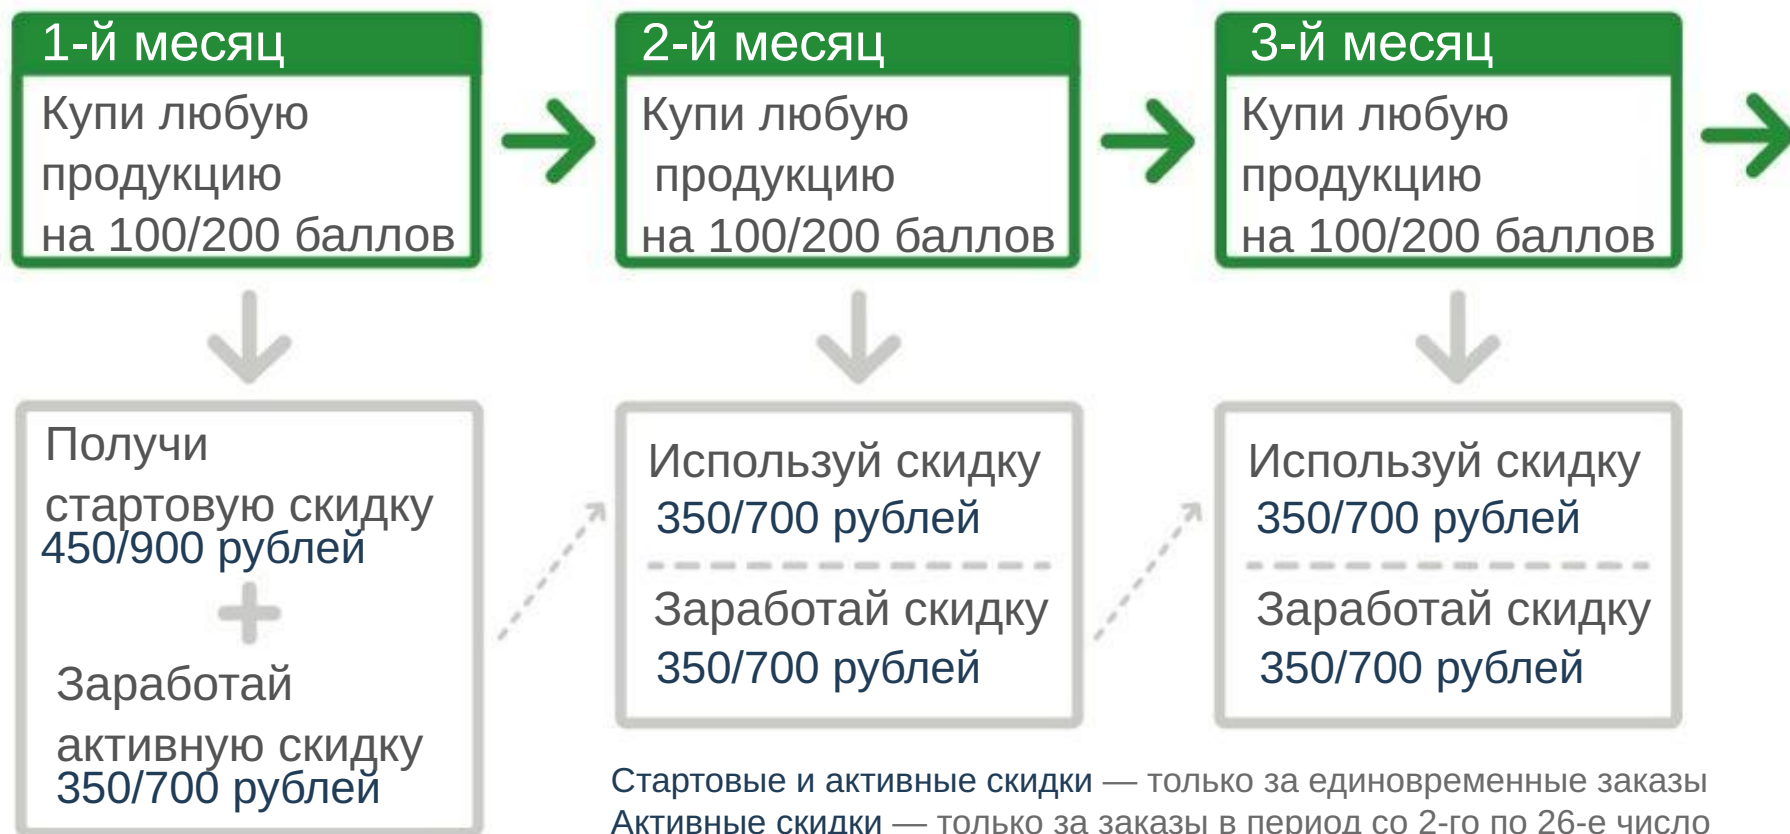 1-й месяц
Купи любую
продукцию
на 100/200 баллов
2-й месяц
Купи любую
продукцию
на 100/200 баллов
3-й месяц
Купи любую
продукцию
на 100/200 баллов
Получи
стартовую скидку
450/900 рублей
+
Заработай
активную скидку
350/700 рублей
Используй скидку
350/700 рублей
Заработай скидку
350/700 рублей
Используй скидку
350/700 рублей
Заработай скидку
350/700 рублей
Стартовые и активные скидки — только за единовременные заказы
Активные скидки — только за заказы в период со 2-го по 26-е число